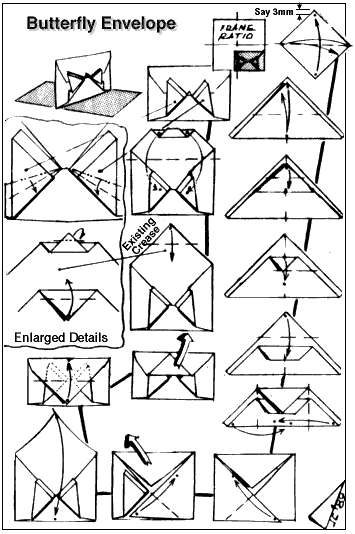 Butterfly Envelope
FRAME
RATIO
Say 3mm
Existing
Crease
Enlarged Details